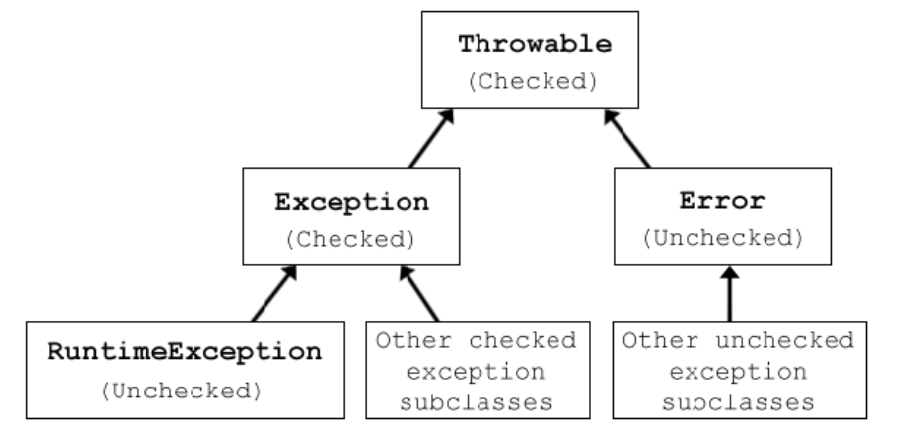 Throwable
(Checked)
Exception
(Checked)
Error
(Unchecked)
RuntimeException
(Unchecked)
Other checked
exception
subclasses
Other unchecked
exception
subclasses